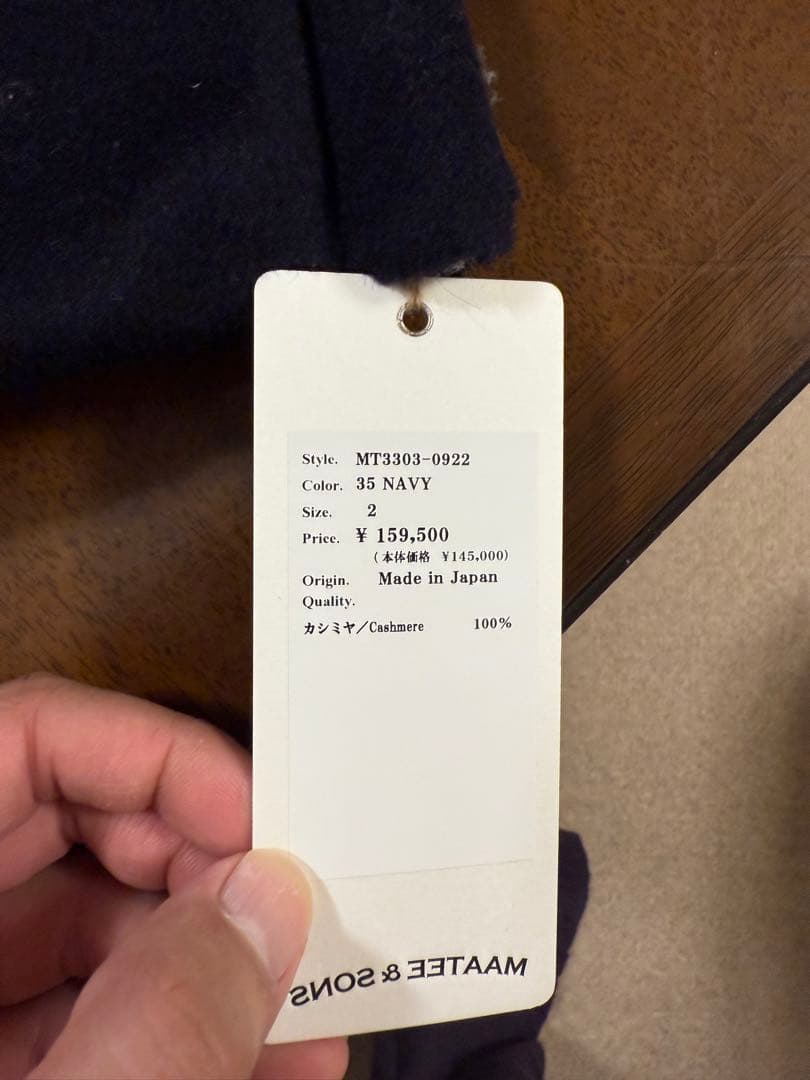 Style. MT3303-0922
Color. 35 NAVY
Size. 2
Price. ¥ 159,500
(本体価格 ¥145,000)
Origin. Made in Japan
Quality.
カシミヤ/Cashmere 100%
MAATEE & SONS